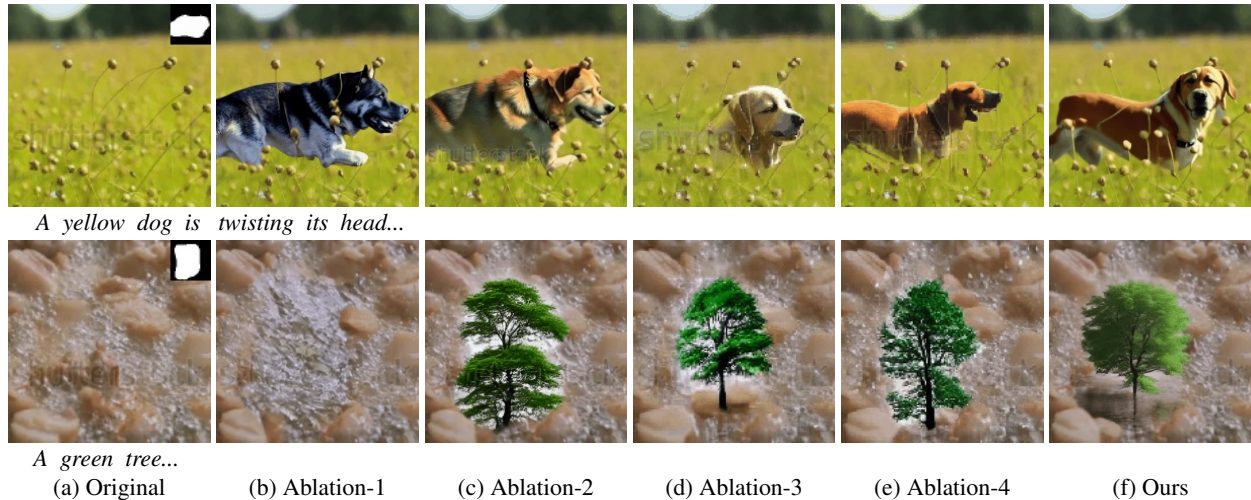 A yellow dog is twisting its head...
A green tree...
(a) Original (b) Ablation-1 (c) Ablation-2 (d) Ablation-3 (e) Ablation-4 (f) Ours